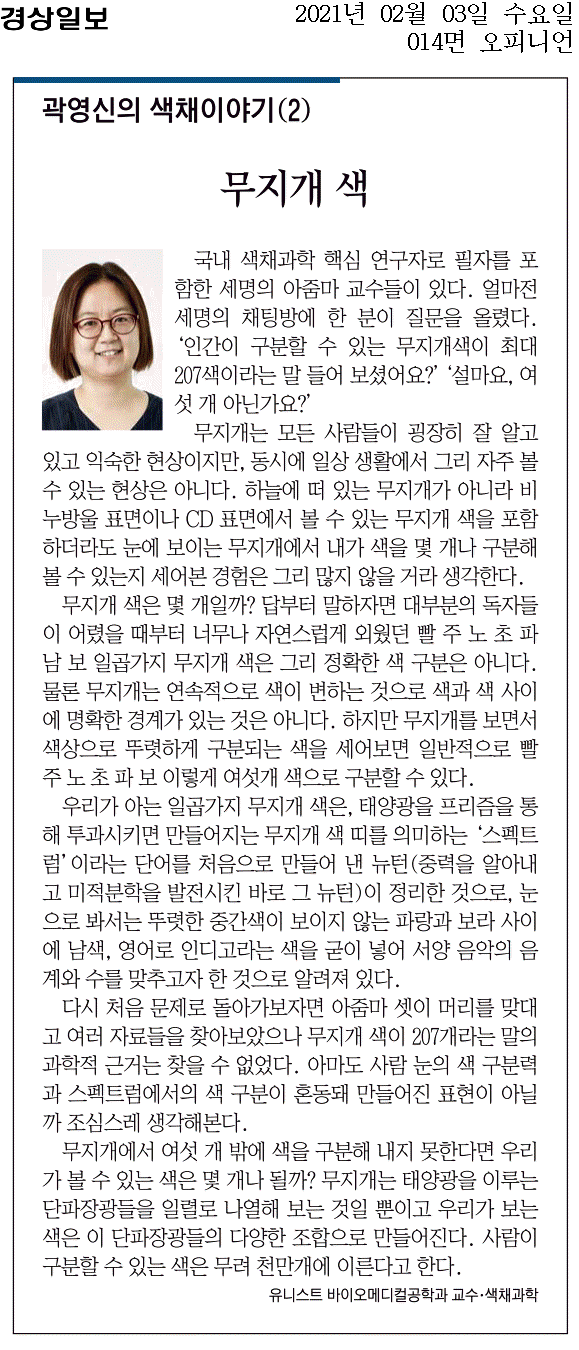 경상일보
2021년 02월 03일 수요일
014면 오피니언
곽영신의 색채이야기(2)
무지개 색
국내 색채과학 핵심 연구자로 필자를 포
함한 세명의 아줌마 교수들이 있다. 얼마전
세명의 채팅방에 한 분이 질문을 올렸다.
‘인간이 구분할 수 있는 무지개색이 최대
207색이라는 말 들어 보셨어요?’ ‘설마요, 여
섯 개 아닌가요?’
무지개는 모든 사람들이 굉장히 잘 알고
있고 익숙한 현상이지만, 동시에 일상 생활에서 그리 자주 볼
수 있는 현상은 아니다. 하늘에 떠 있는 무지개가 아니라 비
누방울 표면이나 CD 표면에서 볼 수 있는 무지개 색을 포함
하더라도 눈에 보이는 무지개에서 내가 색을 몇 개나 구분해
볼 수 있는지 세어본 경험은 그리 많지 않을 거라 생각한다.
무지개 색은 몇 개일까? 답부터 말하자면 대부분의 독자들
이 어렸을 때부터 너무나 자연스럽게 외웠던 빨 주 노 초 파
남 보 일곱가지 무지개 색은 그리 정확한 색 구분은 아니다.
물론 무지개는 연속적으로 색이 변하는 것으로 색과 색 사이
에 명확한 경계가 있는 것은 아니다. 하지만 무지개를 보면서
색상으로 뚜렷하게 구분되는 색을 세어보면 일반적으로 빨
주 노 초 파 보 이렇게 여섯개 색으로 구분할 수 있다.
우리가 아는 일곱가지 무지개 색은, 태양광을 프리즘을 통
해 투과시키면 만들어지는 무지개 색 띠를 의미하는 ‘스펙트
럼’이라는 단어를 처음으로 만들어 낸 뉴턴(중력을 알아내
고 미적분학을 발전시킨 바로 그 뉴턴)이 정리한 것으로, 눈
으로 봐서는 뚜렷한 중간색이 보이지 않는 파랑과 보라 사이
에 남색, 영어로 인디고라는 색을 굳이 넣어 서양 음악의 음
계와 수를 맞추고자 한 것으로 알려져 있다.
다시 처음 문제로 돌아가보자면 아줌마 셋이 머리를 맞대
고 여러 자료들을 찾아보았으나 무지개 색이 207개라는 말의
과학적 근거는 찾을 수 없었다. 아마도 사람 눈의 색 구분력
과 스펙트럼에서의 색 구분이 혼동돼 만들어진 표현이 아닐
까 조심스레 생각해본다.
무지개에서 여섯 개 밖에 색을 구분해 내지 못한다면 우리
가 볼 수 있는 색은 몇 개나 될까? 무지개는 태양광을 이루는
단파장광들을 일렬로 나열해 보는 것일 뿐이고 우리가 보는
색은 이 단파장광들의 다양한 조합으로 만들어진다. 사람이
구분할 수 있는 색은 무려 천만개에 이른다고 한다.
유니스트 바이오메디컬공학과 교수·색채과학